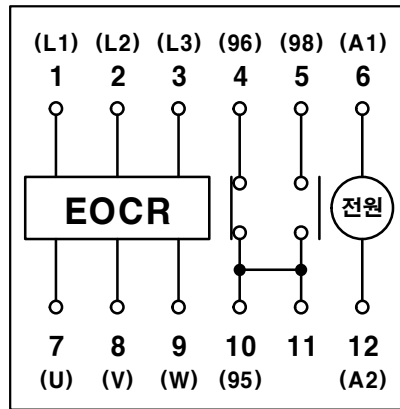 (L1) (L2) (L3) (96) (98) (A1)
1 2 3 4 5 6
EOCR 전원
7 8 9 10 11 12
(U) (V) (W) (95) (A2)